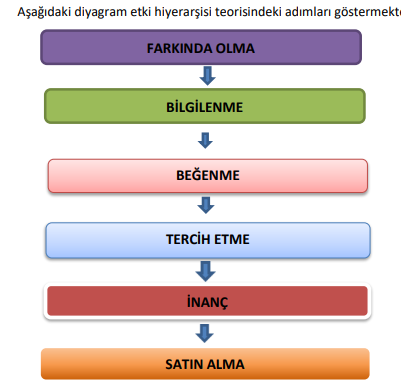 Aşağıdaki diyagram etki hiyerarşisi teorisindeki adımları göstermekte
FARKINDA OLMA
BİLGİLENME
BEĞENME
TERCİH ETME
İNANÇ
SATIN ALMA